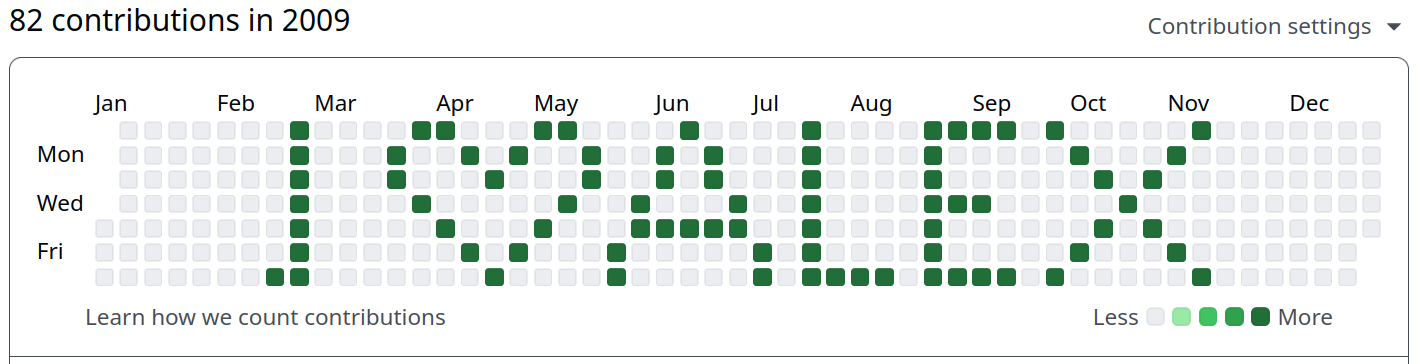 82 contributions in 2009
Contribution settings
Jan Feb Mar Apr May Jun Jul Aug Sep Oct Nov Dec
Mon
Wed
Fri
J ♥ ALEX
Learn how we count contributions
Less More